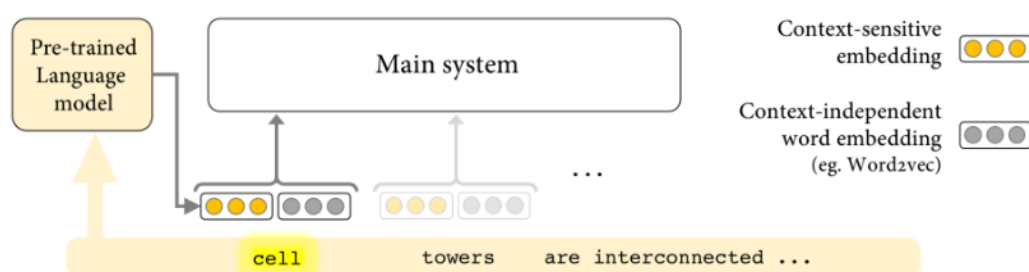 Pre-trained
Language
model
Main system
Context-sensitive
embedding
Context-independent
word embedding
(eg. Word2vec)
...
cell towers are interconnected ...